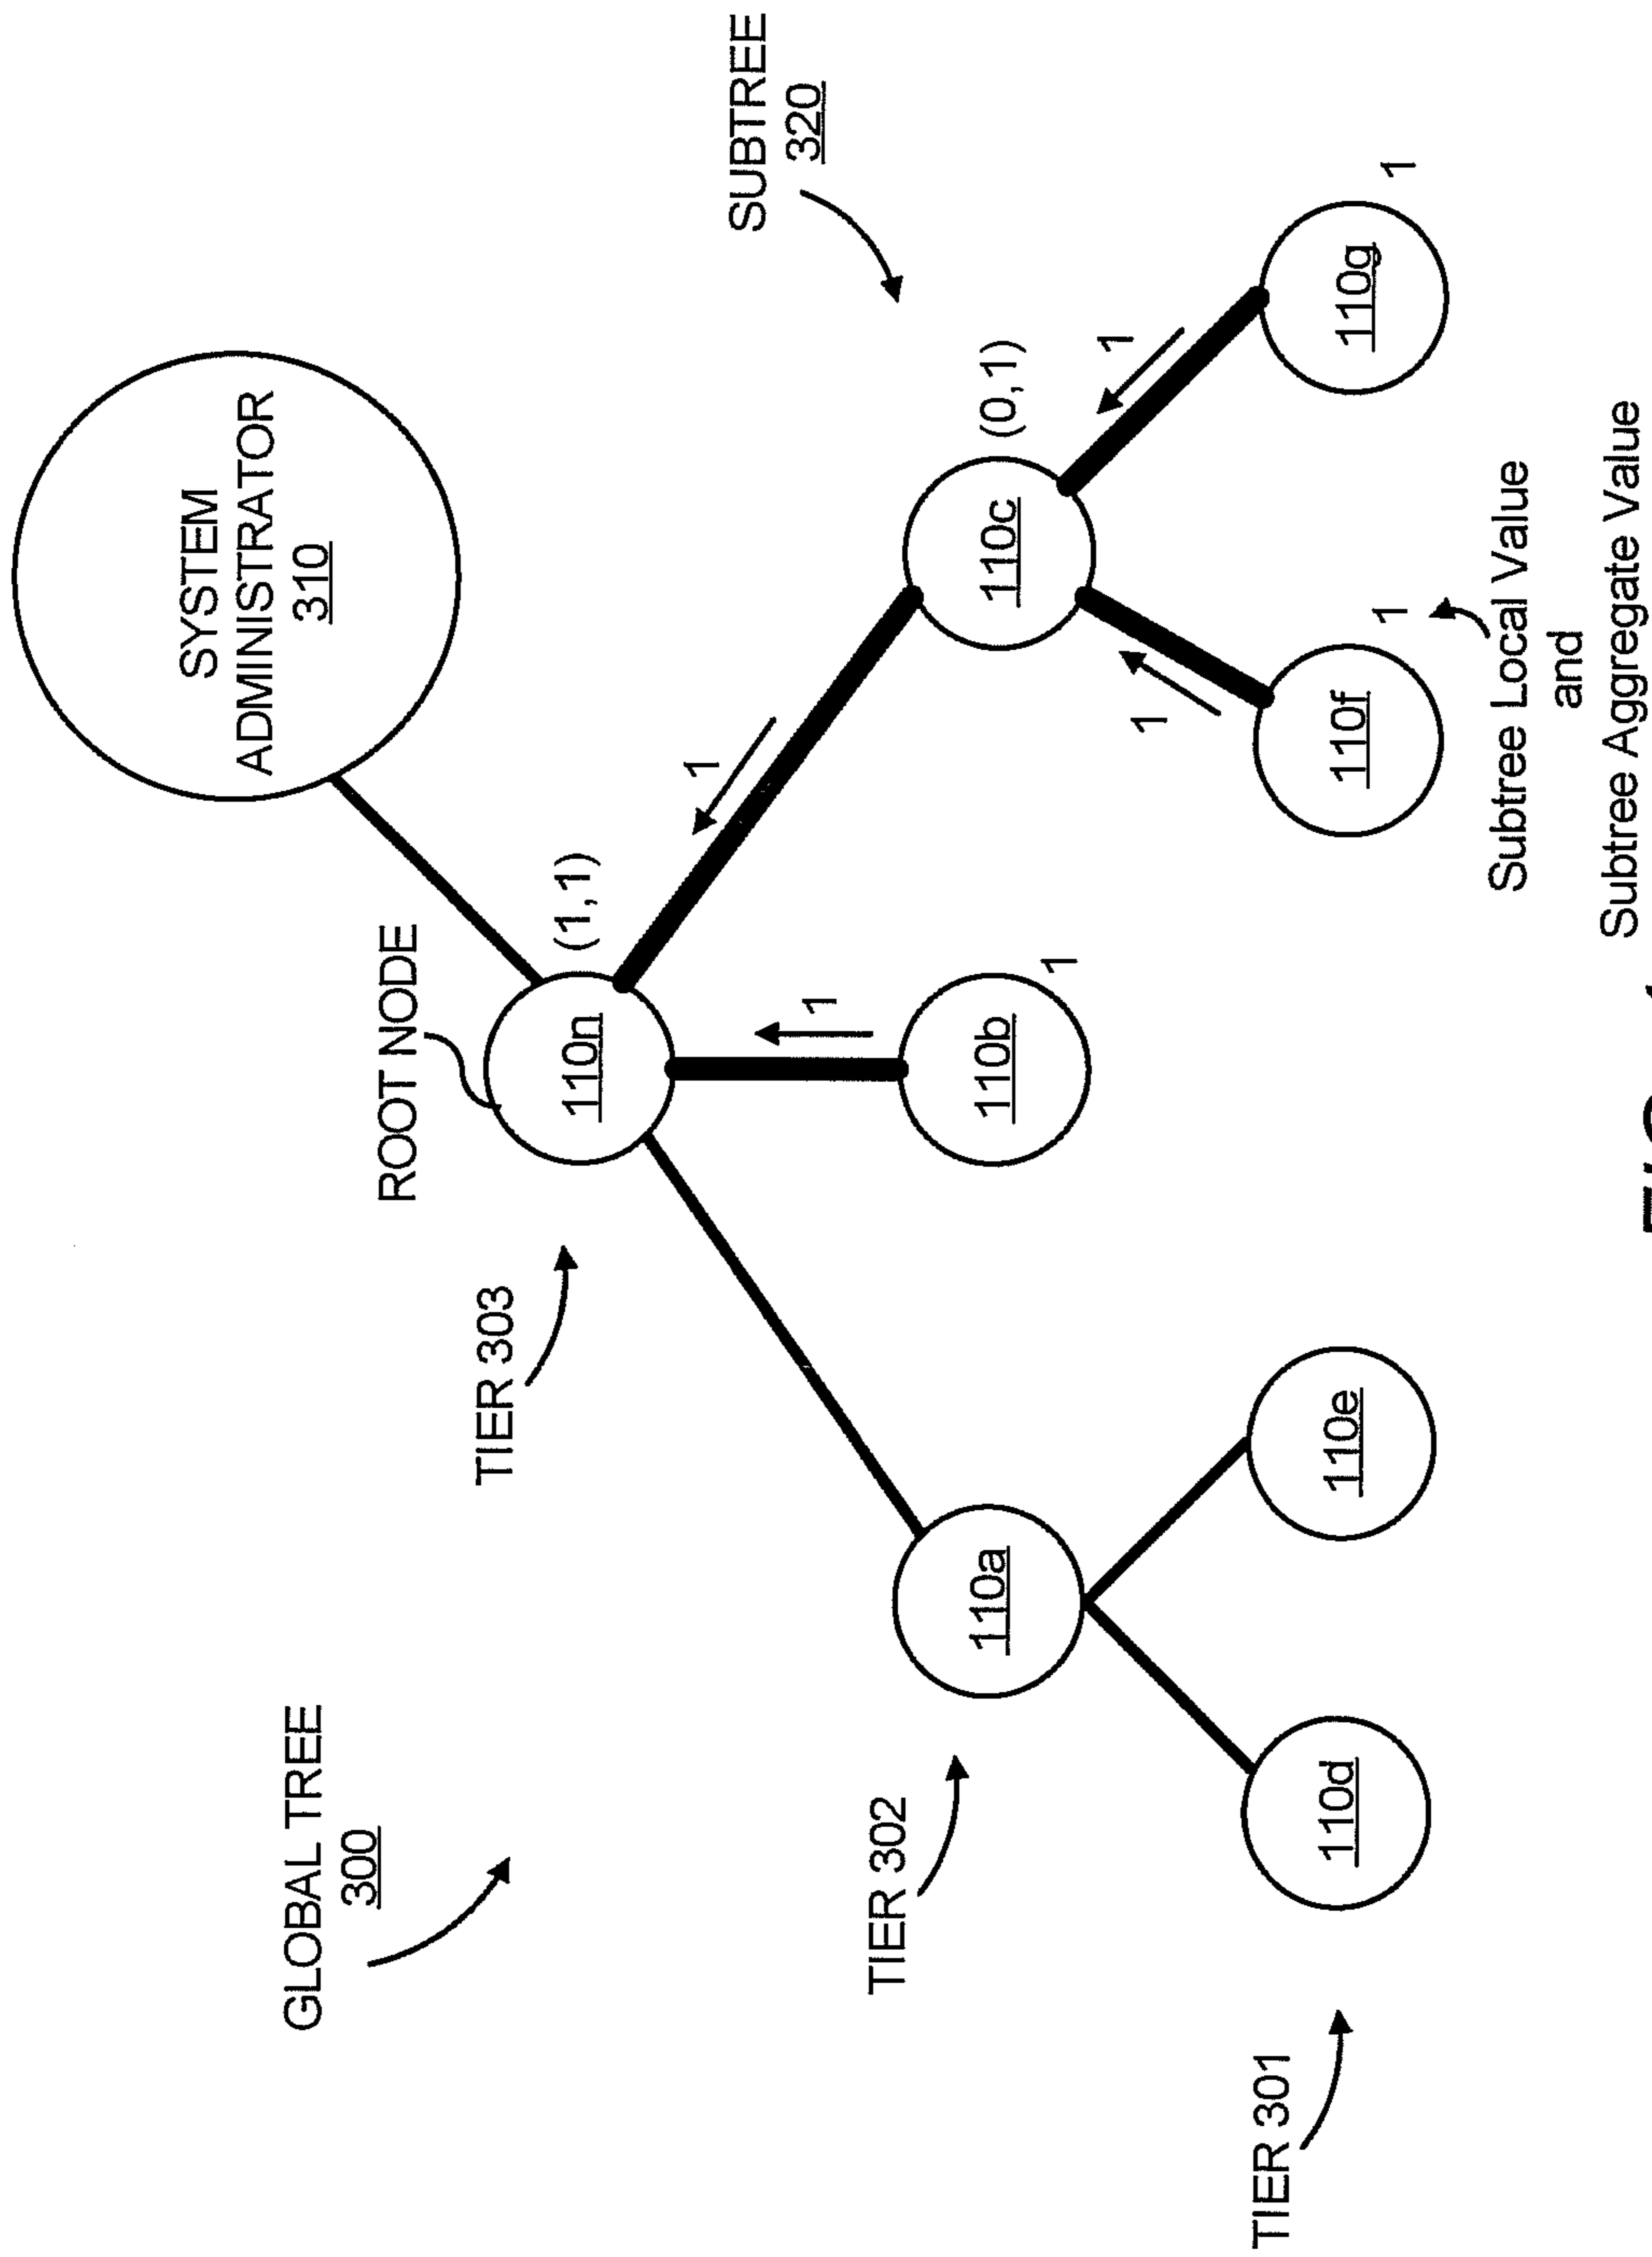 SYSTEM
ADMINISTRATOR
310
GLOBAL TREE
300
ROOT NODE
TIER 303
110n
(1,1)
SUBTREE
320
1
1
TIER 302
110a
110b
1
110c
(0,1)
1
1
TIER 301
110d
110e
110f
1
110g
1
Subtree Local Value
and
Subtree Aggregate Value